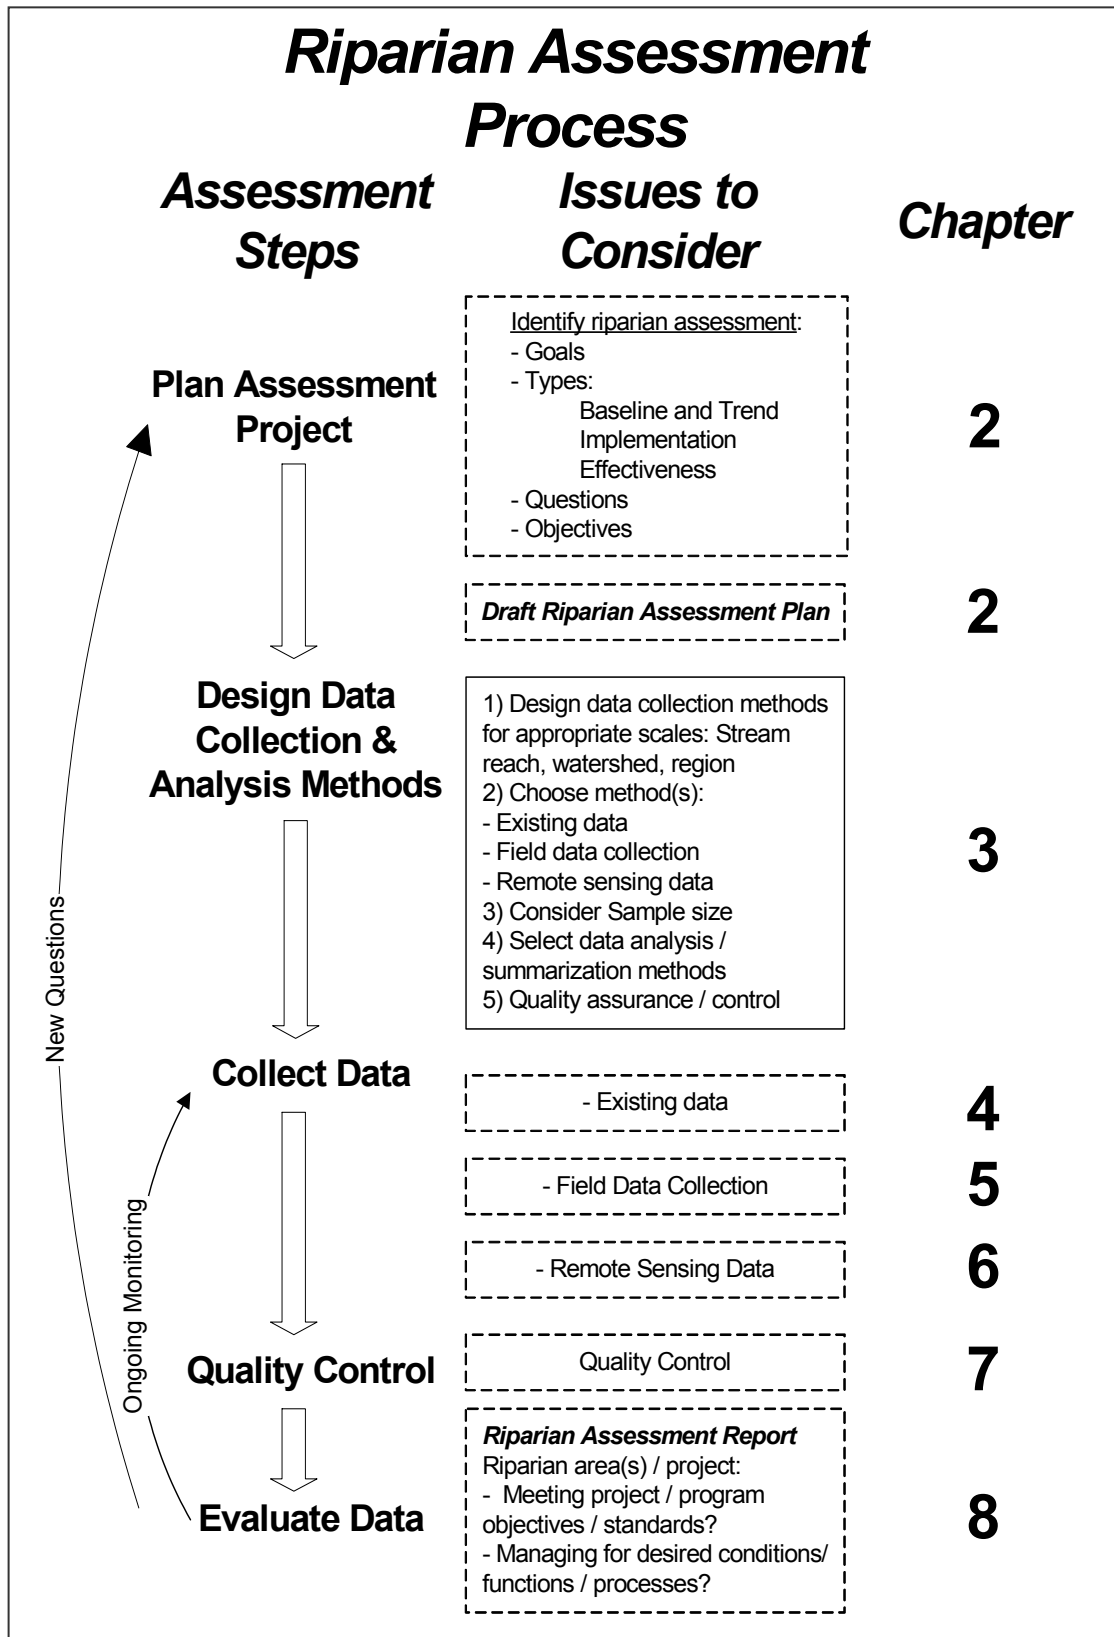 Riparian Assessment
Process
Assessment
Steps
Issues to
Consider
Chapter
Plan Assessment
Project
Identify riparian assessment:
- Goals
- Types:
Baseline and Trend
Implementation
Effectiveness
- Questions
- Objectives
2
Draft Riparian Assessment Plan
2
Design Data
Collection &
Analysis Methods
1) Design data collection methods
for appropriate scales: Stream
reach, watershed, region
2) Choose method(s):
- Existing data
- Field data collection
- Remote sensing data
3) Consider Sample size
4) Select data analysis /
summarization methods
5) Quality assurance / control
3
Collect Data
- Existing data
4
- Field Data Collection
5
- Remote Sensing Data
6
Quality Control
Quality Control
7
Evaluate Data
Riparian Assessment Report
Riparian area(s) / project:
- Meeting project / program
objectives / standards?
- Managing for desired conditions/
functions / processes?
8
New Questions
Ongoing Monitoring